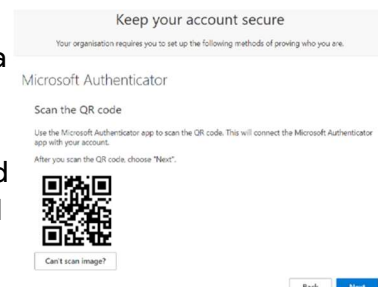 Keep your account secure
Your organisation requires you to set up the following methods of proving who you are.
a
Microsoft Authenticator
Scan the QR code
Use the Microsoft Authenticator app to scan the QR code. This will connect the Microsoft Authenticator
app with your account.
After you scan the QR code, choose "Next".
d
Can't scan image?
Back
Next